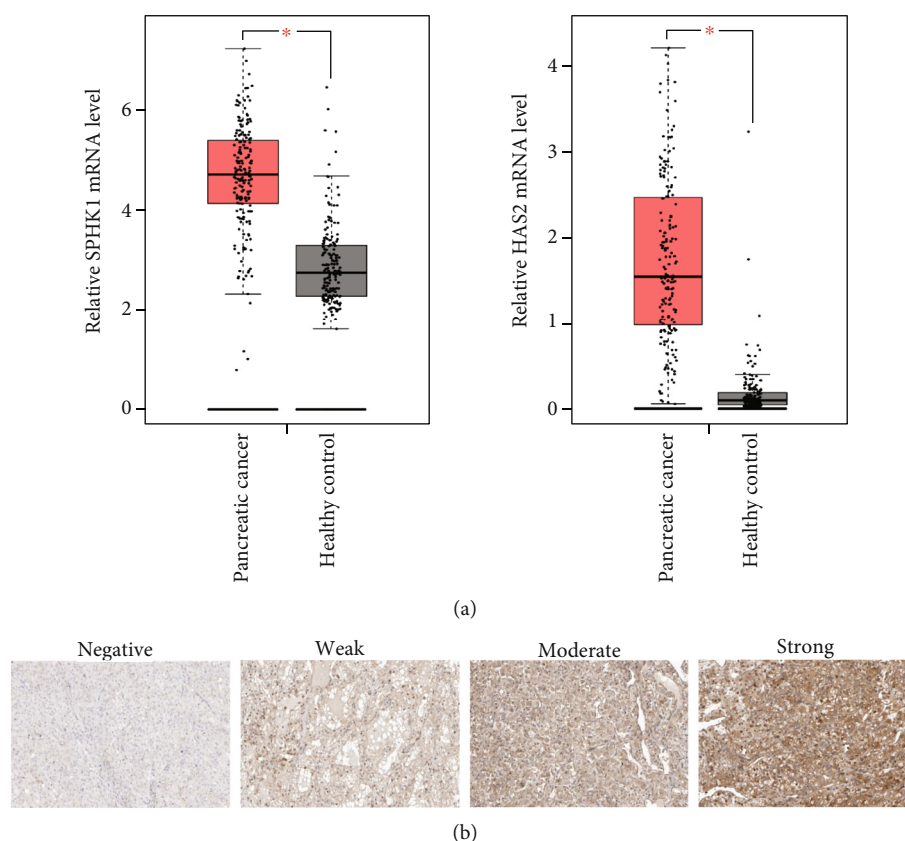 *
Relative SPHK1 mRNA level
6
4
2
0
Pancreatic cancer
Healthy control
*
Relative HAS2 mRNA level
4
3
2
1
0
Pancreatic cancer
Healthy control
(a)
Negative
Weak
Moderate
Strong
(b)